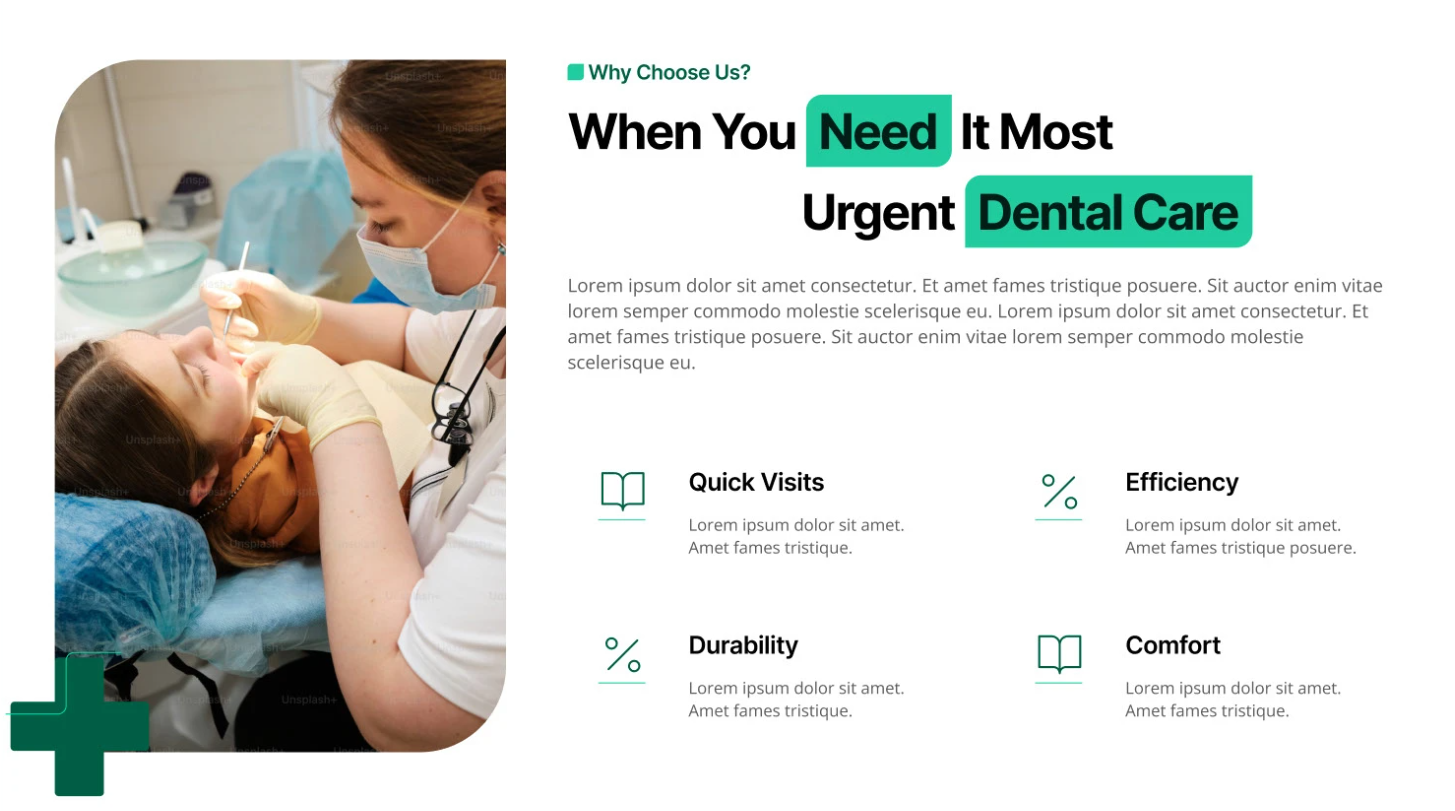 Why Choose Us?
When You Need It Most
Urgent Dental Care
Lorem ipsum dolor sit amet consectetur. Et amet fames tristique posuere. Sit auctor enim vitae
lorem semper commodo molestie scelerisque eu. Lorem ipsum dolor sit amet consectetur. Et
amet fames tristique posuere. Sit auctor enim vitae lorem semper commodo molestie
scelerisque eu.
Quick Visits
Lorem ipsum dolor sit amet.
Amet fames tristique.
Efficiency
Lorem ipsum dolor sit amet.
Amet fames tristique posuere.
Durability
Lorem ipsum dolor sit amet.
Amet fames tristique.
Comfort
Lorem ipsum dolor sit amet.
Amet fames tristique.
Unsplash+